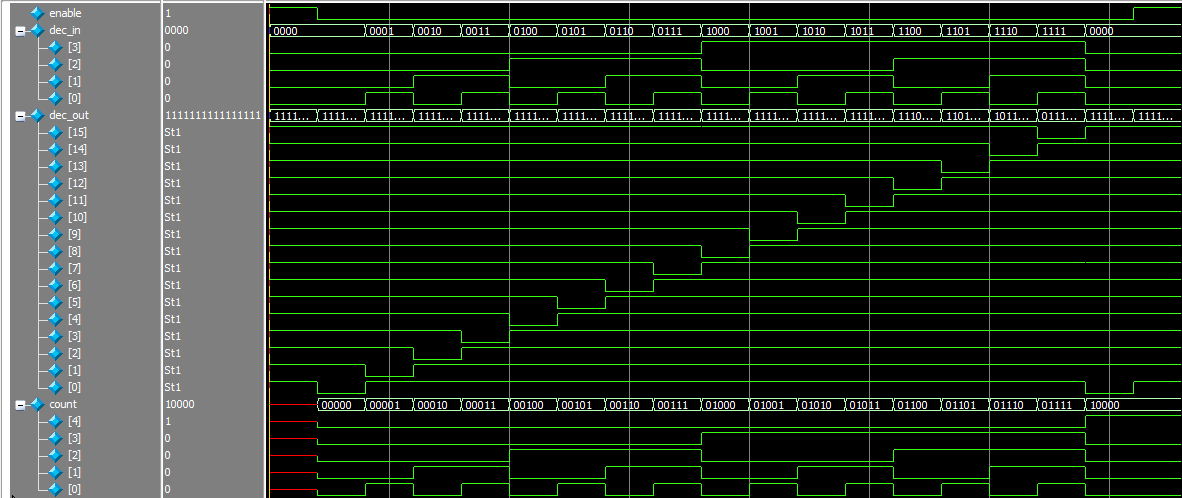 enable 1
dec_in 0000 0000 0001 0010 0011 0100 0101 0110 0111 1000 1001 1010 1011 1100 1101 1110 1111 0000
[3] 0
[2] 0
[1] 0
[0] 0
dec_out 1111111111111111 1111... 1111... 1111... 1111... 1111... 1111... 1111... 1111... 1111... 1111... 1111... 1111... 1111... 1110... 1101... 1011... 0111... 1111... 1111...
[15] St1
[14] St1
[13] St1
[12] St1
[11] St1
[10] St1
[9] St1
[8] St1
[7] St1
[6] St1
[5] St1
[4] St1
[3] St1
[2] St1
[1] St1
[0] St1
count 10000 00000 00001 00010 00011 00100 00101 00110 00111 01000 01001 01010 01011 01100 01101 01110 01111 10000
[4] 1
[3] 0
[2] 0
[1] 0
[0] 0